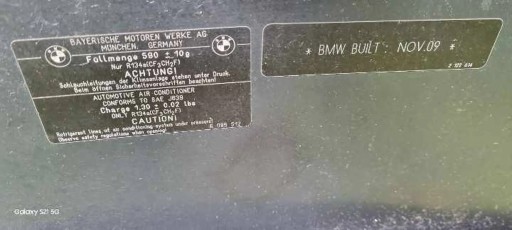 BAYERISCHE MOTOREN WERKE AG
MÜNCHEN, GERMANY
Füllmenge 590 ± 10g
Nur R134a(CF3CH2F)
ACHTUNG!
Schlauchleitungen der Klimaanlage stehen unter Druck.
Beim Öffnen Sicherheitsvorschriften beachten!
AUTOMOTIVE AIR CONDITIONER
CONFORMS TO SAE J639
Charge 1.30 ± 0.02 lbs
ONLY R134a(CF3CH2F)
CAUTION!
Refrigerant lines of air conditioning-system under pressure!
Observe safety regulations when opening!
* BMW BUILT: NOV.09 *
Galaxy S21 5G